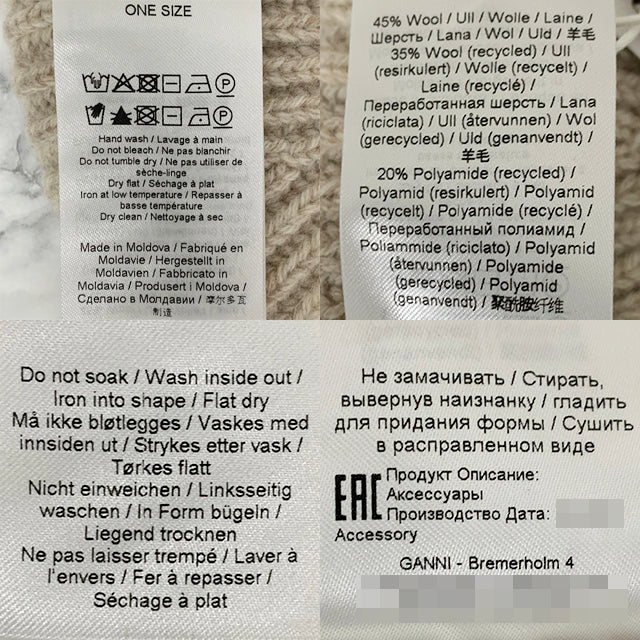 ONE SIZE
Hand wash / Lavage à main
Do not bleach / Ne pas blanchir
Do not tumble dry / Ne pas utiliser de
sèche-linge
Dry flat / Séchage à plat
Iron at low temperature / Repasser à
basse température
Dry clean / Nettoyage à sec
Made in Moldova / Fabriqué en
Moldavie / Hergestellt in
Moldavien / Fabbricato in
Moldavia / Produsert i Moldova /
Сделано в Молдавии / 摩尔多瓦
制造
45% Wool / Ull / Wolle / Laine /
Шерсть / Lana / Wol / Uld / 羊毛
35% Wool (recycled) / Ull
(resirkulert) / Wolle (recycelt) /
Laine (recyclé) /
Переработанная шерсть / Lana
(riciclata) / Ull (återvunnen) / Wol
(gerecycled) / Uld (genanvendt) /
羊毛
20% Polyamide (recycled) /
Polyamid (resirkulert) / Polyamid
(recycelt) / Polyamide (recyclé) /
Переработанный полиамид /
Poliammide (riciclato) / Polyamid
(återvunnen) / Polyamide
(gerecycled) / Polyamid
(genanvendt) / 聚酰胺纤维
Do not soak / Wash inside out /
Iron into shape / Flat dry
Må ikke bløtlegges / Vaskes med
innsiden ut / Strykes etter vask /
Tørkes flatt
Nicht einweichen / Linksseitig
waschen / In Form bügeln /
Liegend trocknen
Ne pas laisser trempé / Laver à
l'envers / Fer à repasser /
Séchage à plat
Не замачивать / Стирать,
вывернув наизнанку / гладить
для придания формы / Сушить
в расправленном виде
EAC Продукт Описание:
Аксессуары
Производство Дата:
Accessory
GANNI - Bremerholm 4